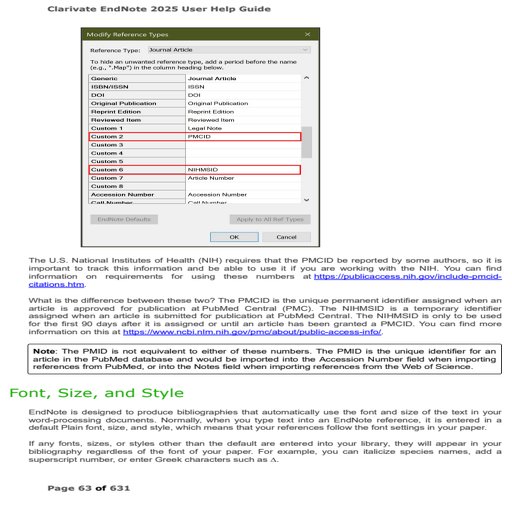 Clarivate EndNote 2025 User Help Guide
Modify Reference Types
Reference Type: Journal Article
To hide an unwanted reference type, add a period before the name
(e.g., ".Map") in the column heading below.
Generic Journal Article
ISBN/ISSN ISSN
DOI DOI
Original Publication Original Publication
Reprint Edition Reprint Edition
Reviewed Item Reviewed Item
Custom 1 Legal Note
Custom 2 PMCID
Custom 3
Custom 4
Custom 5
Custom 6 NIHMSID
Custom 7 Article Number
Custom 8
Accession Number Accession Number
Call Number Call Number
EndNote Defaults Apply to All Ref Types
OK Cancel
The U.S. National Institutes of Health (NIH) requires that the PMCID be reported by some authors, so it is
important to track this information and be able to use it if you are working with the NIH. You can find
information on requirements for using these numbers at https://publicaccess.nih.gov/include-pmcid-
citations.htm.
What is the difference between these two? The PMCID is the unique permanent identifier assigned when an
article is approved for publication at PubMed Central (PMC). The NIHMSID is a temporary identifier
assigned when an article is submitted for publication at PubMed Central. The NIHMSID is only to be used
for the first 90 days after it is assigned or until an article has been granted a PMCID. You can find more
information on this at https://www.ncbi.nlm.nih.gov/pmc/about/public-access-info/.
Note: The PMID is not equivalent to either of these numbers. The PMID is the unique identifier for an
article in the PubMed database and would be imported into the Accession Number field when importing
references from PubMed, or into the Notes field when importing references from the Web of Science.
Font, Size, and Style
EndNote is designed to produce bibliographies that automatically use the font and size of the text in your
word-processing documents. Normally, when you type text into an EndNote reference, it is entered in a
default Plain font, size, and style, which means that your references follow the font settings in your paper.
If any fonts, sizes, or styles other than the default are entered into your library, they will appear in your
bibliography regardless of the font of your paper. For example, you can italicize species names, add a
superscript number, or enter Greek characters such as Δ.
Page 63 of 631